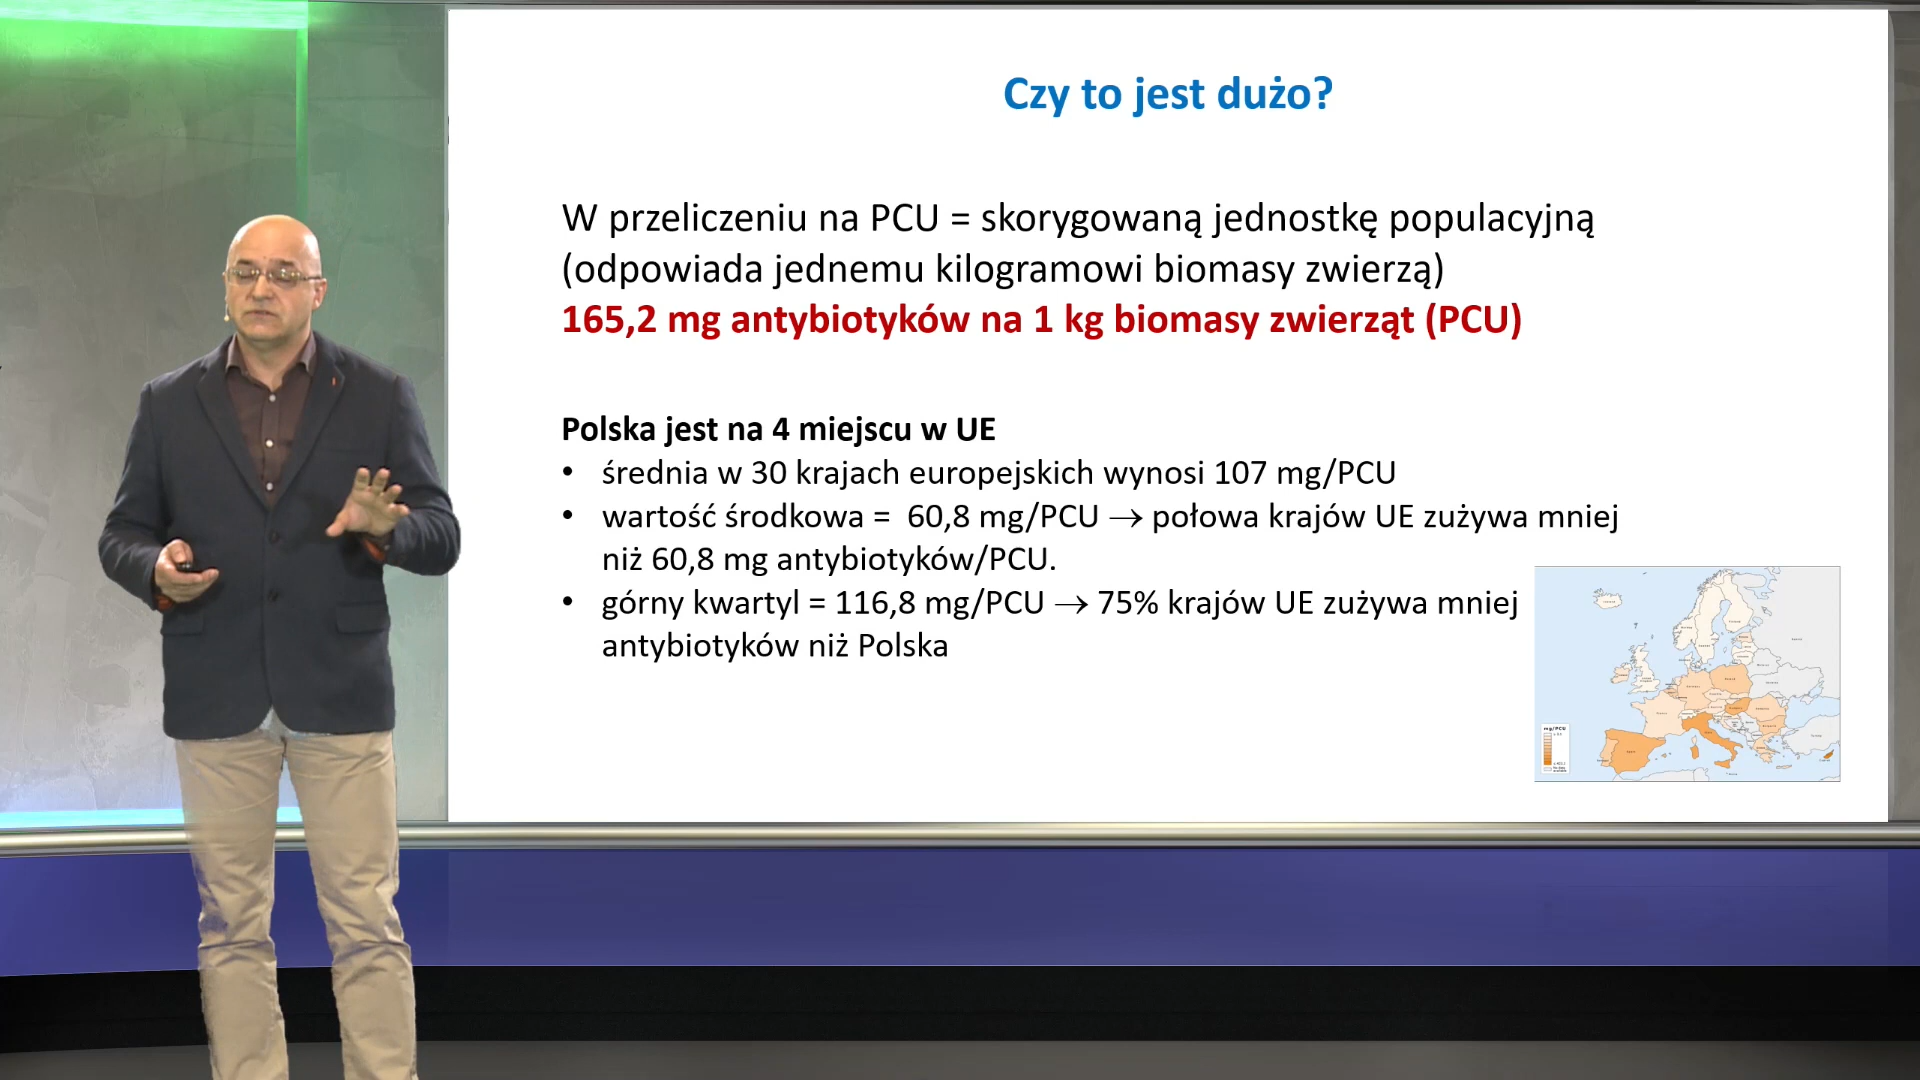 Czy to jest dużo?
W przeliczeniu na PCU = skorygowaną jednostkę populacyjną
(odpowiada jednemu kilogramowi biomasy zwierzą)
165,2 mg antybiotyków na 1 kg biomasy zwierząt (PCU)
Polska jest na 4 miejscu w UE
• średnia w 30 krajach europejskich wynosi 107 mg/PCU
• wartość środkowa = 60,8 mg/PCU → połowa krajów UE zużywa mniej
niż 60,8 mg antybiotyków/PCU.
• górny kwartyl = 116,8 mg/PCU → 75% krajów UE zużywa mniej
antybiotyków niż Polska
mg/PCU